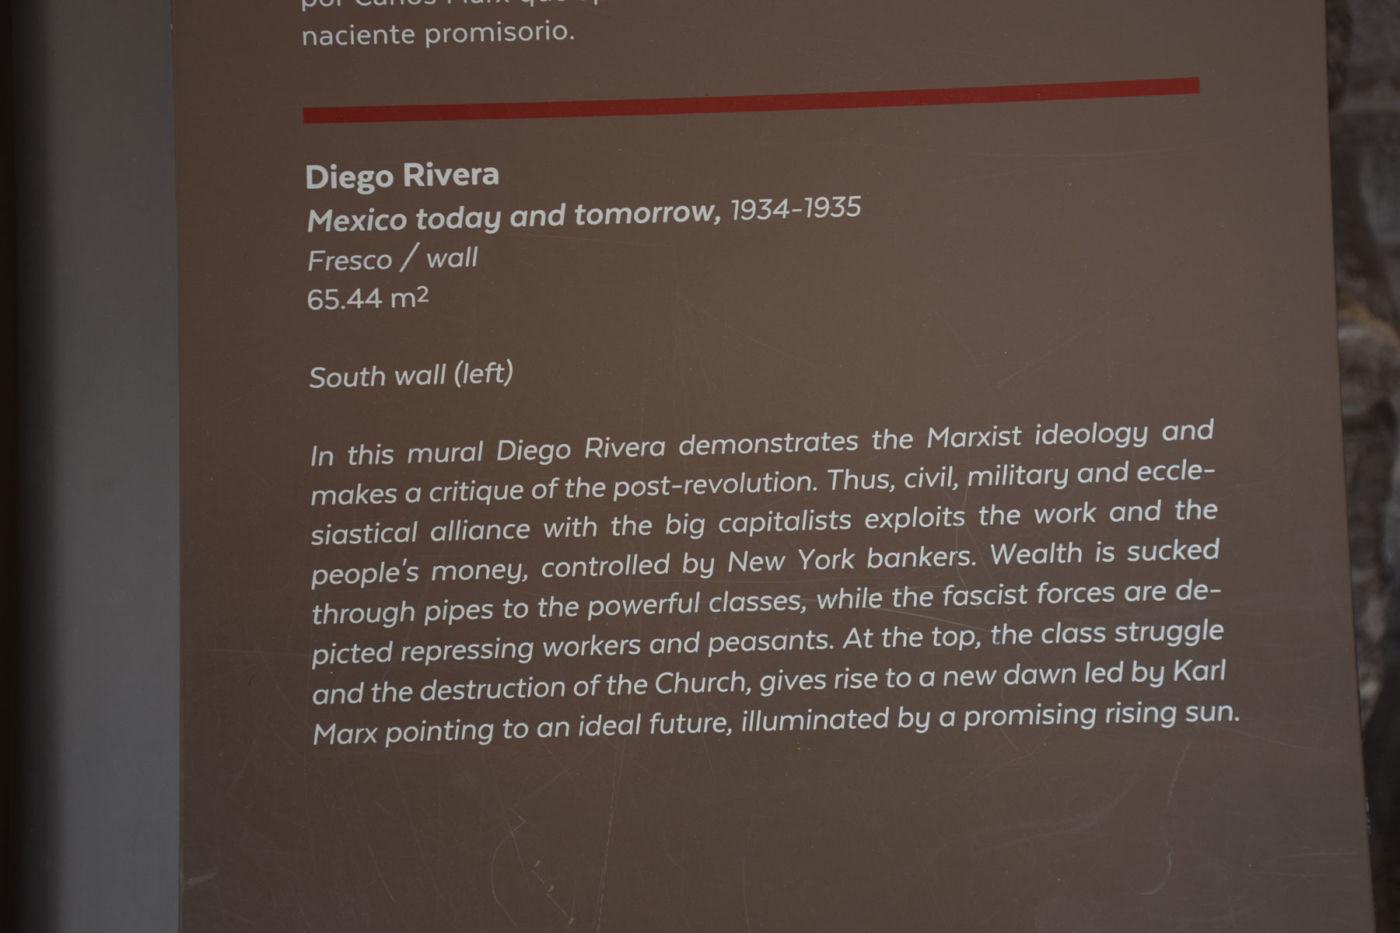 por Carlos Marx que
naciente promisorio.
Diego Rivera
Mexico today and tomorrow, 1934-1935
Fresco / wall
65.44 m²
South wall (left)
In this mural Diego Rivera demonstrates the Marxist ideology and
makes a critique of the post-revolution. Thus, civil, military and eccle-
siastical alliance with the big capitalists exploits the work and the
people's money, controlled by New York bankers. Wealth is sucked
through pipes to the powerful classes, while the fascist forces are de-
picted repressing workers and peasants. At the top, the class struggle
and the destruction of the Church, gives rise to a new dawn led by Karl
Marx pointing to an ideal future, illuminated by a promising rising sun.